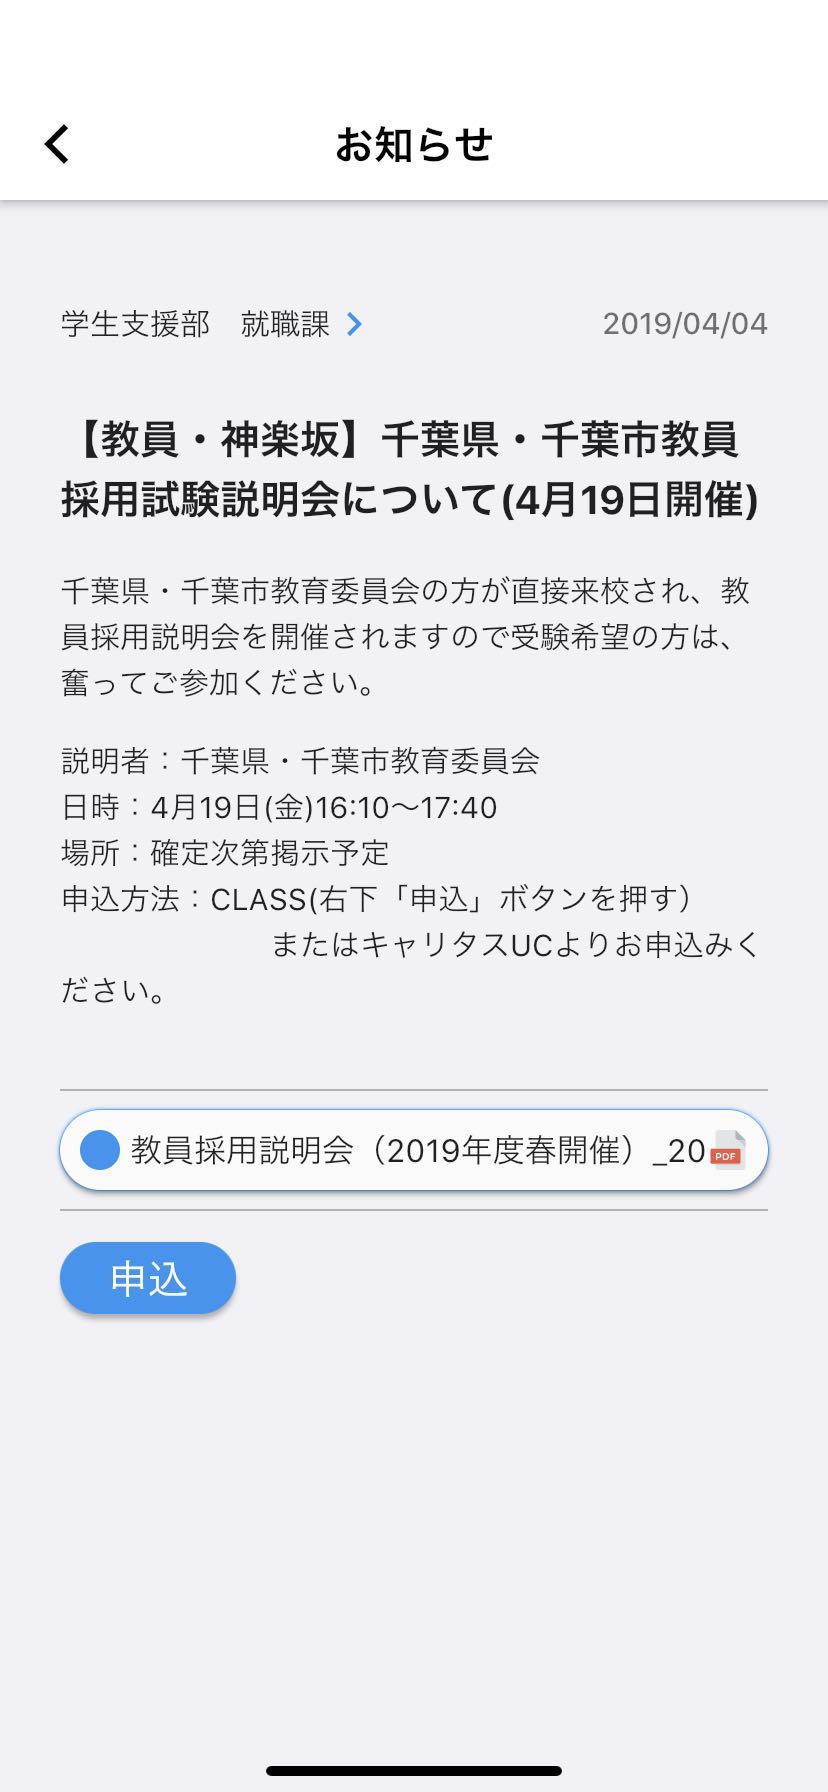 お知らせ
学生支援部　就職課
2019/04/04
【教員・神楽坂】千葉県・千葉市教員
採用試験説明会について(4月19日開催)
千葉県・千葉市教育委員会の方が直接来校され、教
員採用説明会を開催されますので受験希望の方は、
奮ってご参加ください。
説明者：千葉県・千葉市教育委員会
日時：4月19日(金)16:10〜17:40
場所：確定次第掲示予定
申込方法：CLASS(右下「申込」ボタンを押す）
またはキャリタスUCよりお申込みく
ださい。
教員採用説明会（2019年度春開催）_20
PDF
申込